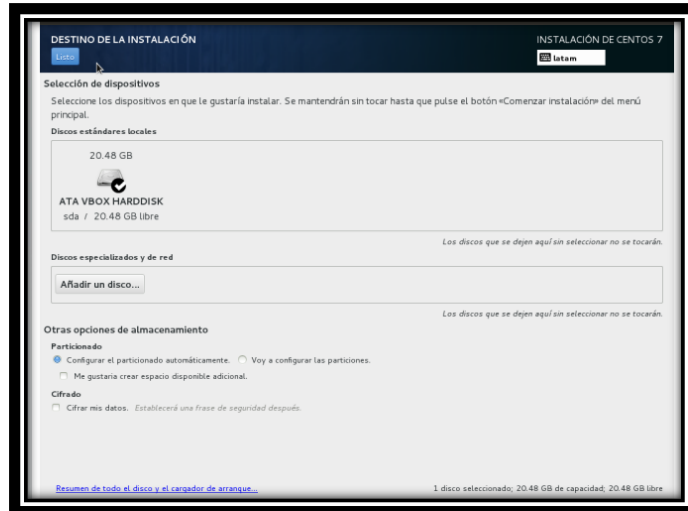 DESTINO DE LA INSTALACIÓN
INSTALACIÓN DE CENTOS 7
Listo
latam
Selección de dispositivos
Seleccione los dispositivos en que le gustaría instalar. Se mantendrán sin tocar hasta que pulse el botón «Comenzar instalación» del menú
principal.
Discos estándares locales
20.48 GB
ATA VBOX HARDDISK
sda / 20.48 GB libre
Los discos que se dejen aquí sin seleccionar no se tocarán.
Discos especializados y de red
Añadir un disco...
Los discos que se dejen aquí sin seleccionar no se tocarán.
Otras opciones de almacenamiento
Particionado
Configurar el particionado automáticamente. Voy a configurar las particiones.
Me gustaria crear espacio disponible adicional.
Cifrado
Cifrar mis datos. Establecerá una frase de seguridad después.
Resumen de todo el disco y el cargador de arranque...
1 disco seleccionado; 20.48 GB de capacidad; 20.48 GB libre